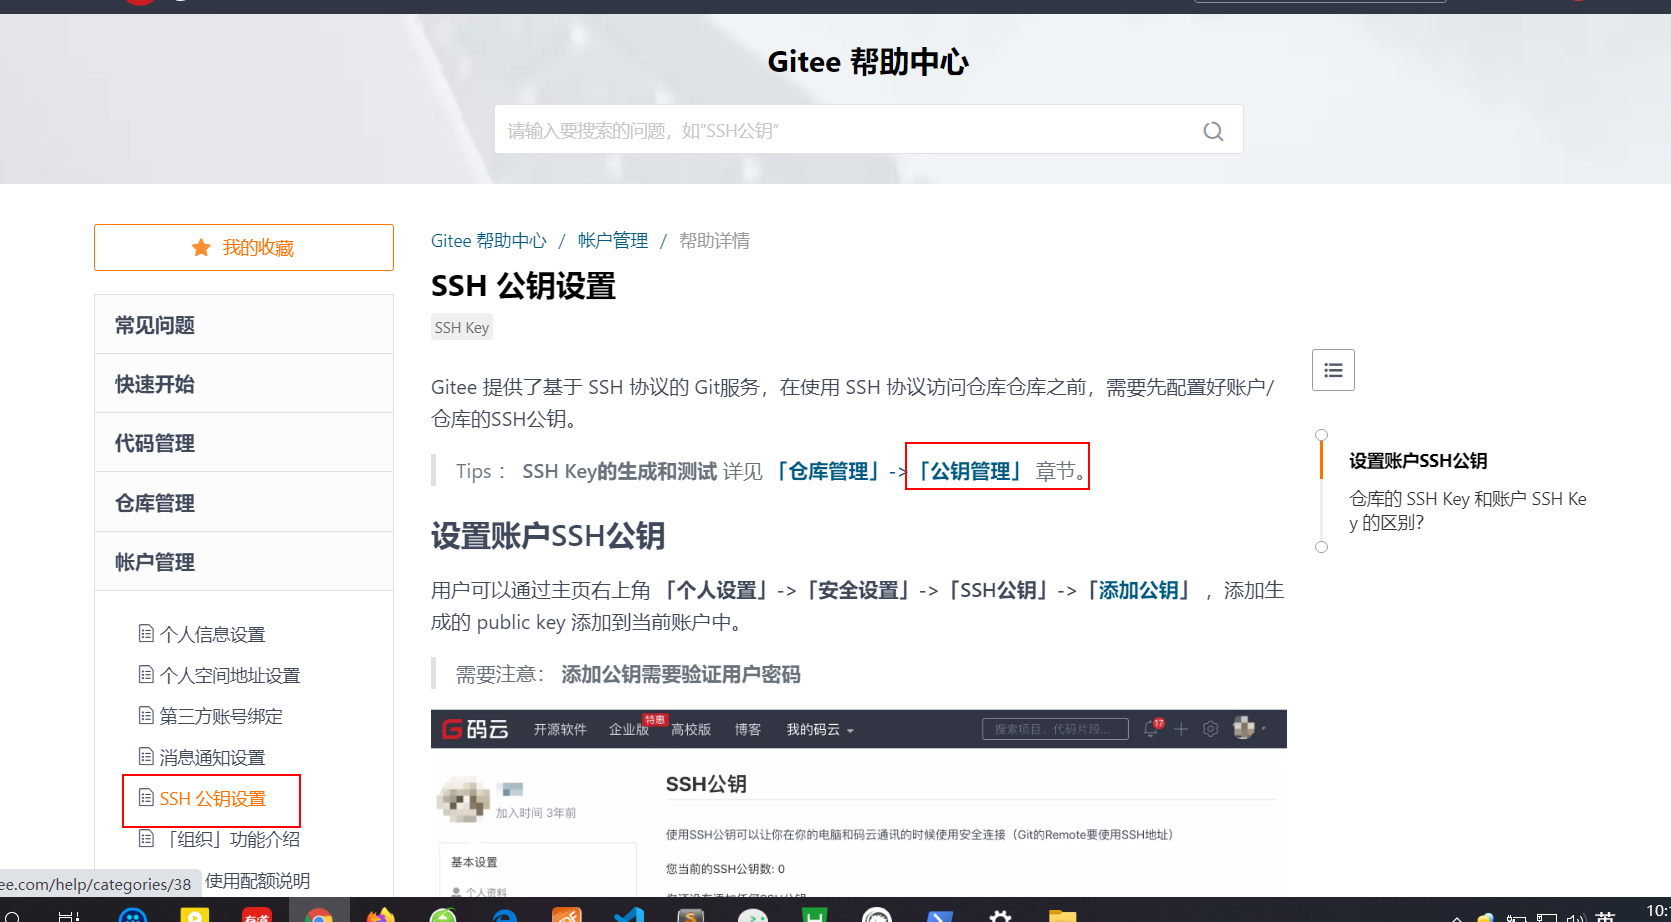 Gitee 帮助中心
请输入要搜索的问题，如"SSH公钥"
我的收藏
常见问题
快速开始
代码管理
仓库管理
帐户管理
个人信息设置
个人空间地址设置
第三方账号绑定
消息通知设置
SSH 公钥设置
「组织」功能介绍
使用配额说明
ee.com/help/categories/38
Gitee 帮助中心 / 帐户管理 / 帮助详情
SSH 公钥设置
SSH Key
Gitee 提供了基于 SSH 协议的 Git服务，在使用 SSH 协议访问仓库仓库之前，需要先配置好账户/
仓库的SSH公钥。
Tips ： SSH Key的生成和测试 详见 「仓库管理」->「公钥管理」 章节。
设置账户SSH公钥
用户可以通过主页右上角 「个人设置」->「安全设置」->「SSH公钥」->「添加公钥」 ，添加生
成的 public key 添加到当前账户中。
需要注意： 添加公钥需要验证用户密码
码云 开源软件 企业版 特惠 高校版 博客 我的码云 搜索项目、代码片段... 17
加入时间 3年前
基本设置
个人资料
SSH公钥
使用SSH公钥可以让你在你的电脑和码云通讯的时候使用安全连接（Git的Remote要使用SSH地址）
您当前的SSH公钥数: 0
设置账户SSH公钥
仓库的 SSH Key 和账户 SSH Ke
y 的区别?
有道
英
10: